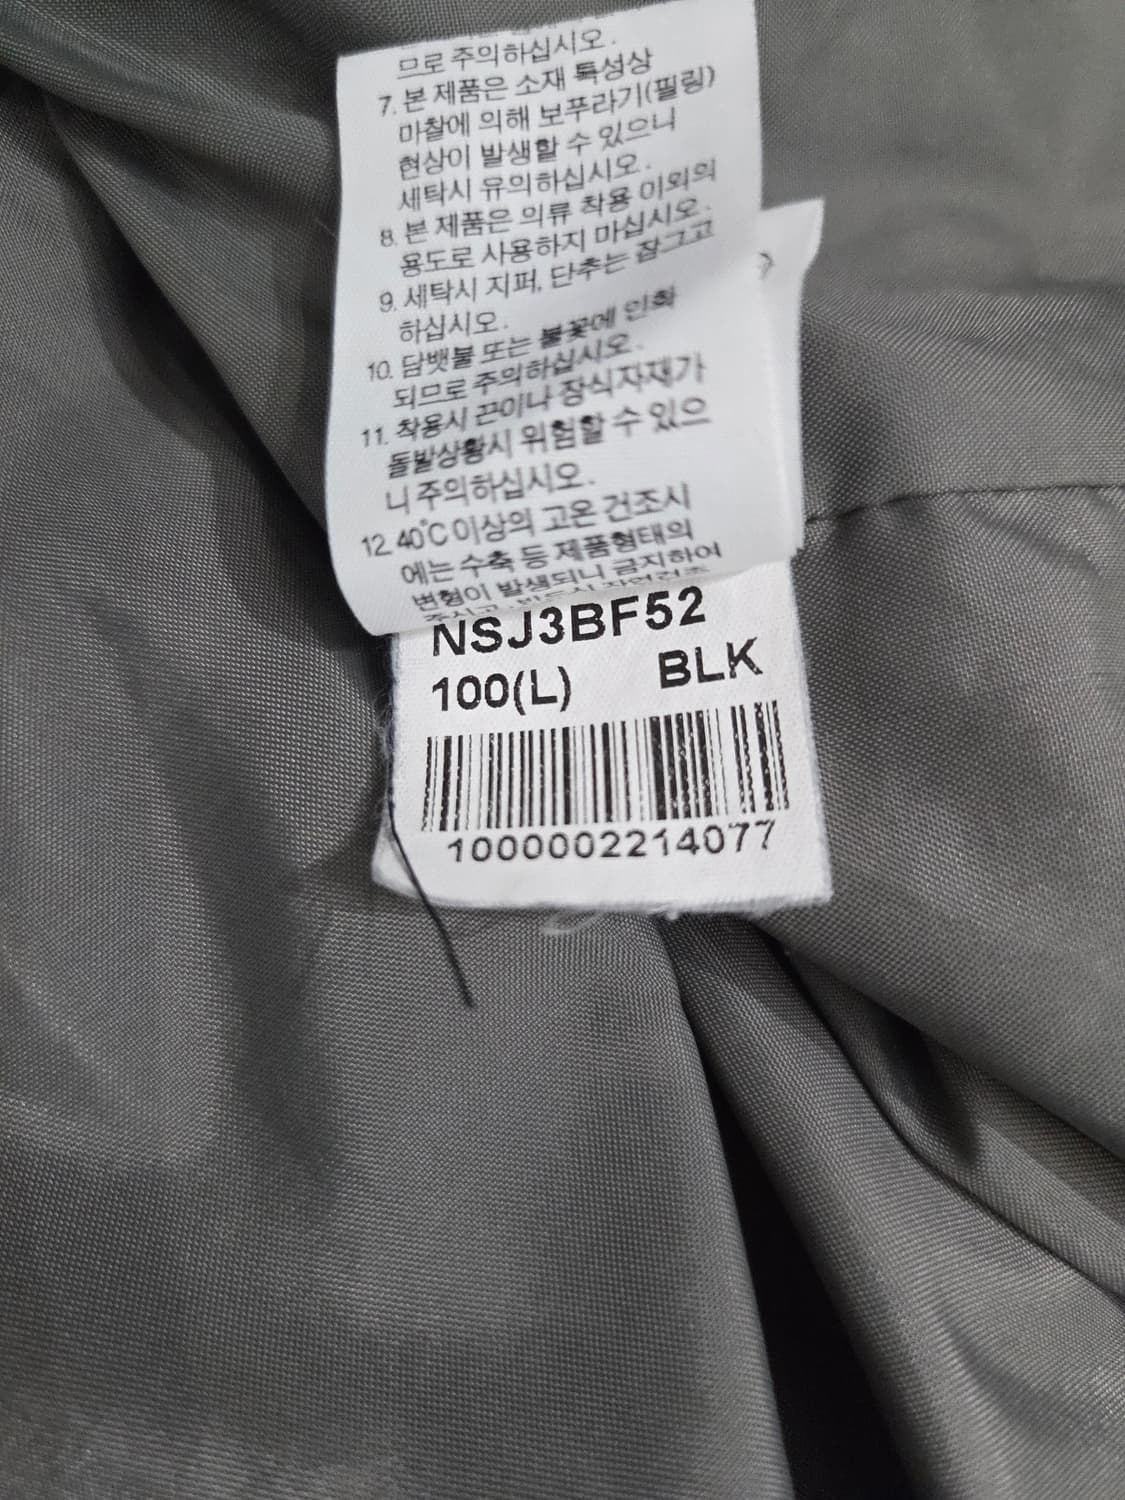 므로 주의하십시오.
7. 본 제품은 소재 특성상
마찰에 의해 보푸라기(필링)
현상이 발생할 수 있으니
세탁시 유의하십시오.
8. 본 제품은 의류 착용 이외의
용도로 사용하지 마십시오.
9. 세탁시 지퍼, 단추는 잠그고
하십시오.
10. 담뱃불 또는 불꽃에 인화
되므로 주의하십시오.
11. 착용시 끈이나 장식자재가
돌발상황시 위험할 수 있으
니 주의하십시오.
12. 40℃이상의 고온 건조시
에는 수축 등 제품형태의
변형이 발생되니 금지하여
NSJ3BF52
100(L) BLK
1000002214077